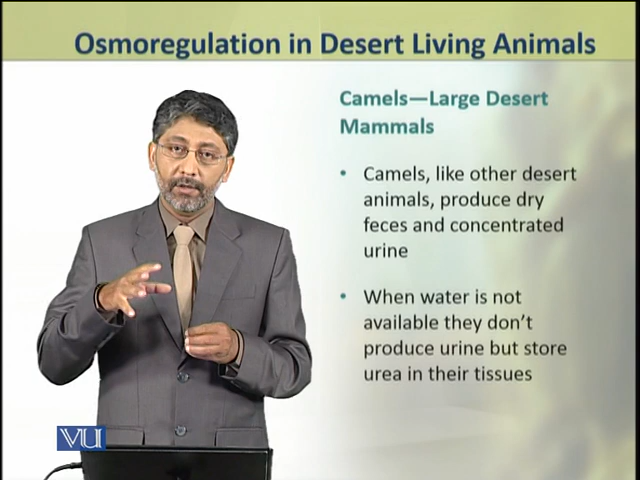 Osmoregulation in Desert Living Animals
Camels—Large Desert
Mammals
• Camels, like other desert
animals, produce dry
feces and concentrated
urine
• When water is not
available they don't
produce urine but store
urea in their tissues
VU